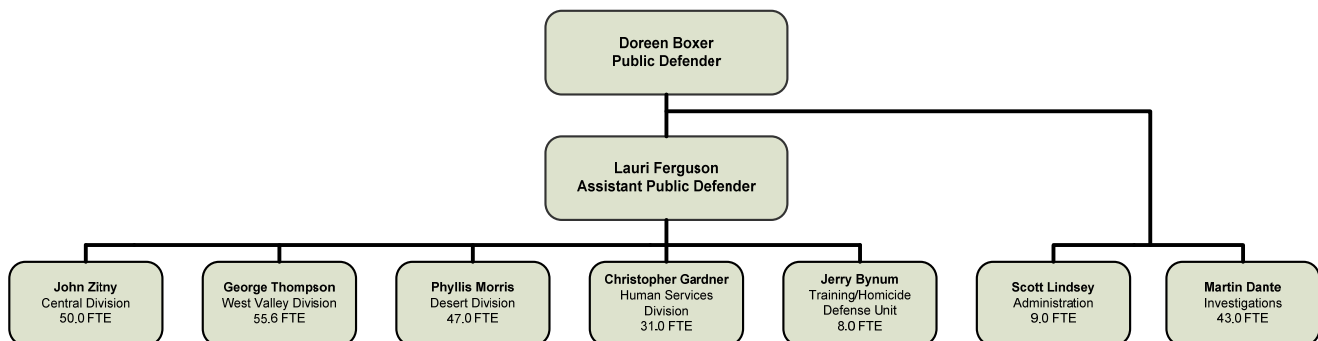 Doreen Boxer
Public Defender
Lauri Ferguson
Assistant Public Defender
John Zitny
Central Division
50.0 FTE
George Thompson
West Valley Division
55.6 FTE
Phyllis Morris
Desert Division
47.0 FTE
Christopher Gardner
Human Services
Division
31.0 FTE
Jerry Bynum
Training/Homicide
Defense Unit
8.0 FTE
Scott Lindsey
Administration
9.0 FTE
Martin Dante
Investigations
43.0 FTE